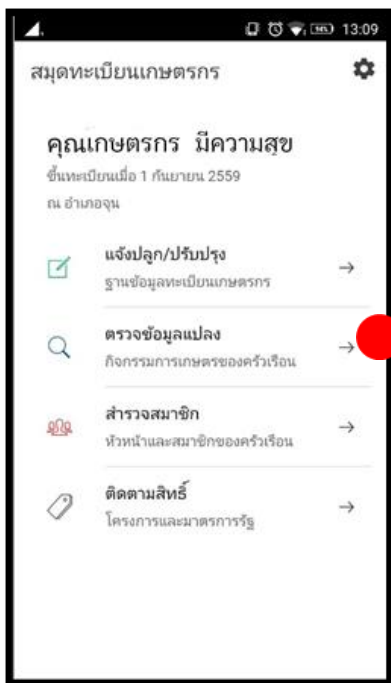 13:09
สมุดทะเบียนเกษตรกร
คุณเกษตรกร มีความสุข
ขึ้นทะเบียนเมื่อ 1 กันยายน 2559
ณ อำเภอจุน
แจ้งปลูก/ปรับปรุง
ฐานข้อมูลทะเบียนเกษตรกร
ตรวจข้อมูลแปลง
กิจกรรมการเกษตรของครัวเรือน
สำรวจสมาชิก
หัวหน้าและสมาชิกของครัวเรือน
ติดตามสิทธิ์
โครงการและมาตรการรัฐ